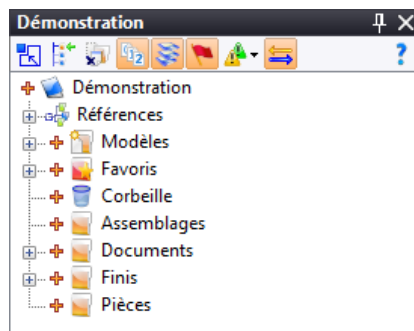 Démonstration
?
Démonstration
Références
Modèles
Favoris
Corbeille
Assemblages
Documents
Finis
Pièces